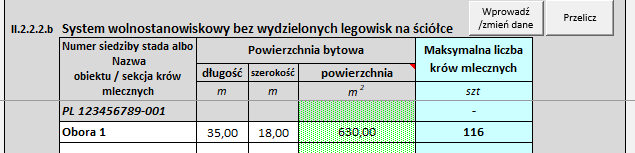 II.2.2.2.b System wolnostanowiskowy bez wydzielonych legowisk na ściółce
Wprowadź
/zmień dane
Przelicz
Numer siedziby stada albo
Nazwa
obiektu / sekcja krów
mlecznych
Powierzchnia bytowa
Maksymalna liczba
krów mlecznych
długość szerokość powierzchnia
m m m² szt
PL 123456789-001 -
Obora 1 35,00 18,00 630,00 116